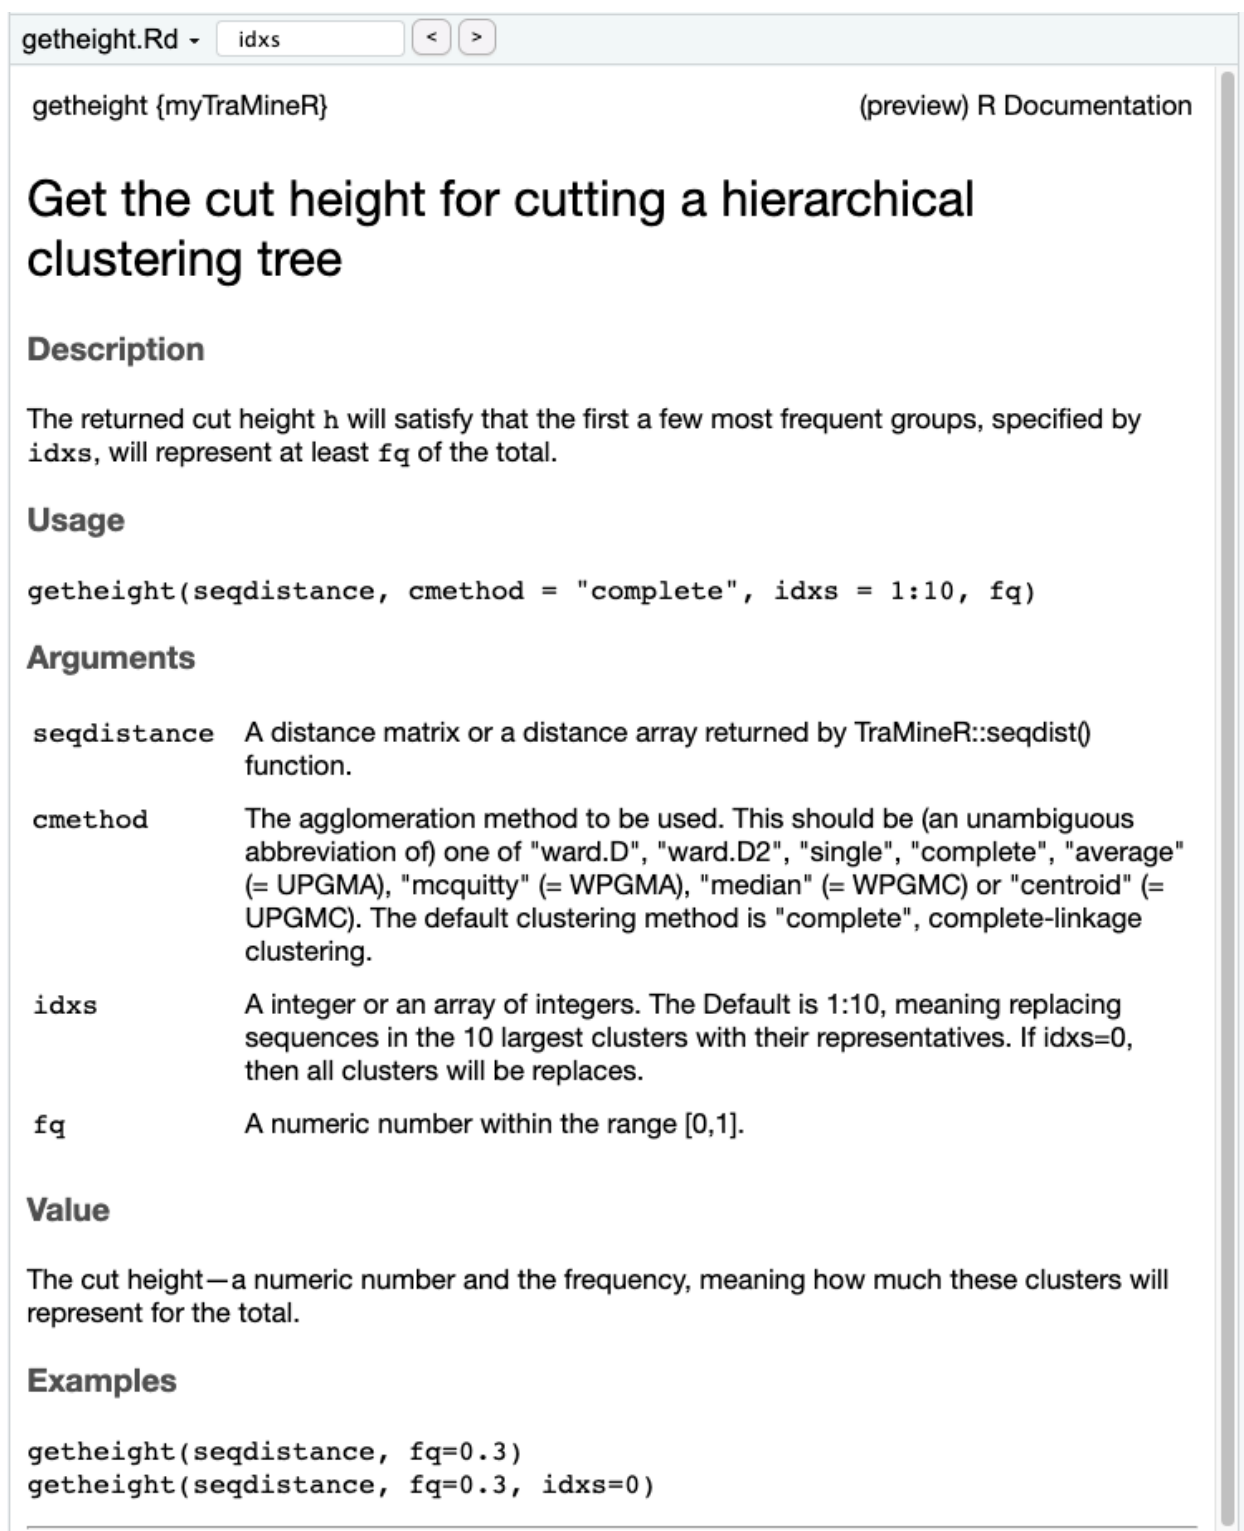 getheight.Rd idxs < >
getheight {myTraMineR} (preview) R Documentation
Get the cut height for cutting a hierarchical
clustering tree
Description
The returned cut height h will satisfy that the first a few most frequent groups, specified by
idxs, will represent at least fq of the total.
Usage
getheight(seqdistance, cmethod = "complete", idxs = 1:10, fq)
Arguments
seqdistance A distance matrix or a distance array returned by TraMineR::seqdist()
function.
cmethod The agglomeration method to be used. This should be (an unambiguous
abbreviation of) one of "ward.D", "ward.D2", "single", "complete", "average"
(= UPGMA), "mcquitty" (= WPGMA), "median" (= WPGMC) or "centroid" (=
UPGMC). The default clustering method is "complete", complete-linkage
clustering.
idxs A integer or an array of integers. The Default is 1:10, meaning replacing
sequences in the 10 largest clusters with their representatives. If idxs=0,
then all clusters will be replaces.
fq A numeric number within the range [0,1].
Value
The cut height—a numeric number and the frequency, meaning how much these clusters will
represent for the total.
Examples
getheight(seqdistance, fq=0.3)
getheight(seqdistance, fq=0.3, idxs=0)